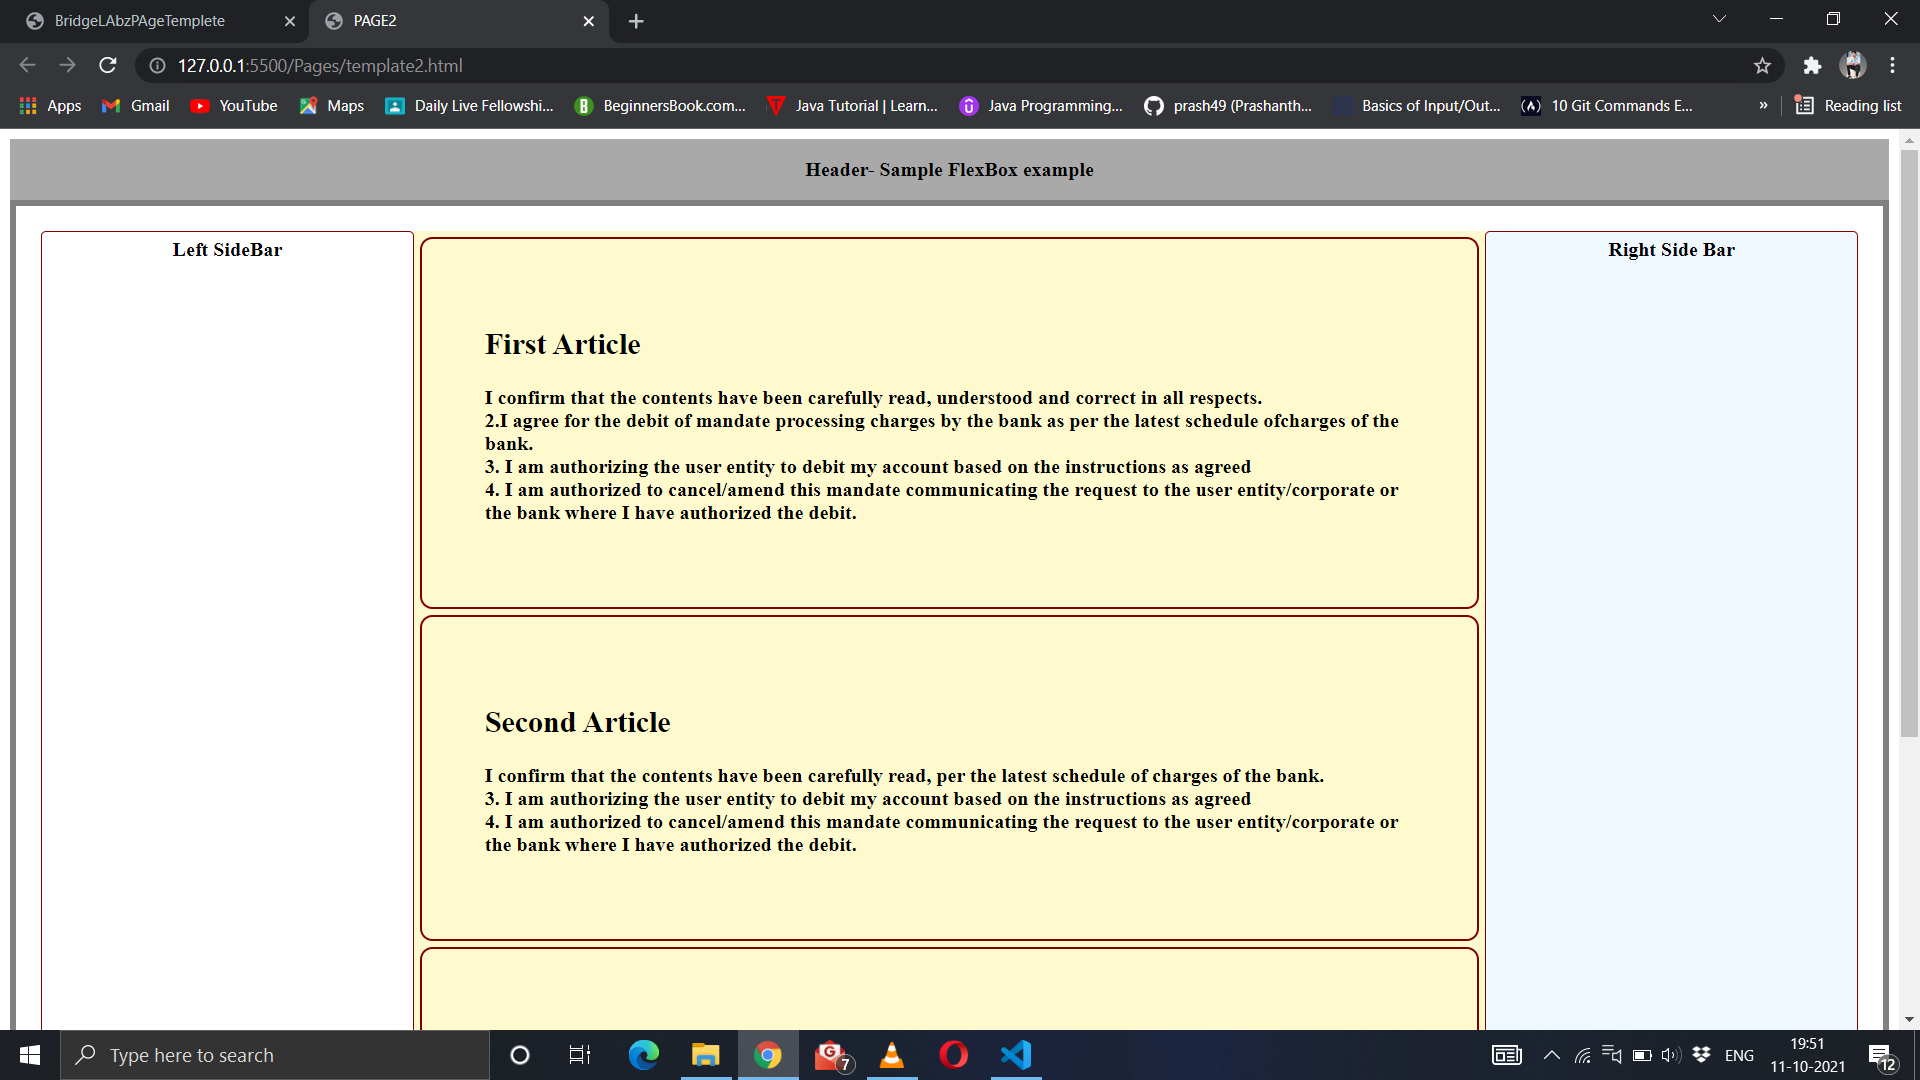 BridgeLAbzPAgeTemplete
PAGE2
127.0.0.1:5500/Pages/template2.html
Apps
Gmail
YouTube
Maps
Daily Live Fellowshi...
BeginnersBook.com...
Java Tutorial | Learn...
Java Programming...
prash49 (Prashanth...
Basics of Input/Out...
10 Git Commands E...
»
Reading list
Header- Sample FlexBox example
Left SideBar
First Article
I confirm that the contents have been carefully read, understood and correct in all respects.
2.I agree for the debit of mandate processing charges by the bank as per the latest schedule ofcharges of the
bank.
3. I am authorizing the user entity to debit my account based on the instructions as agreed
4. I am authorized to cancel/amend this mandate communicating the request to the user entity/corporate or
the bank where I have authorized the debit.
Second Article
I confirm that the contents have been carefully read, per the latest schedule of charges of the bank.
3. I am authorizing the user entity to debit my account based on the instructions as agreed
4. I am authorized to cancel/amend this mandate communicating the request to the user entity/corporate or
the bank where I have authorized the debit.
Right Side Bar
Type here to search
7
ENG
19:51
11-10-2021
12